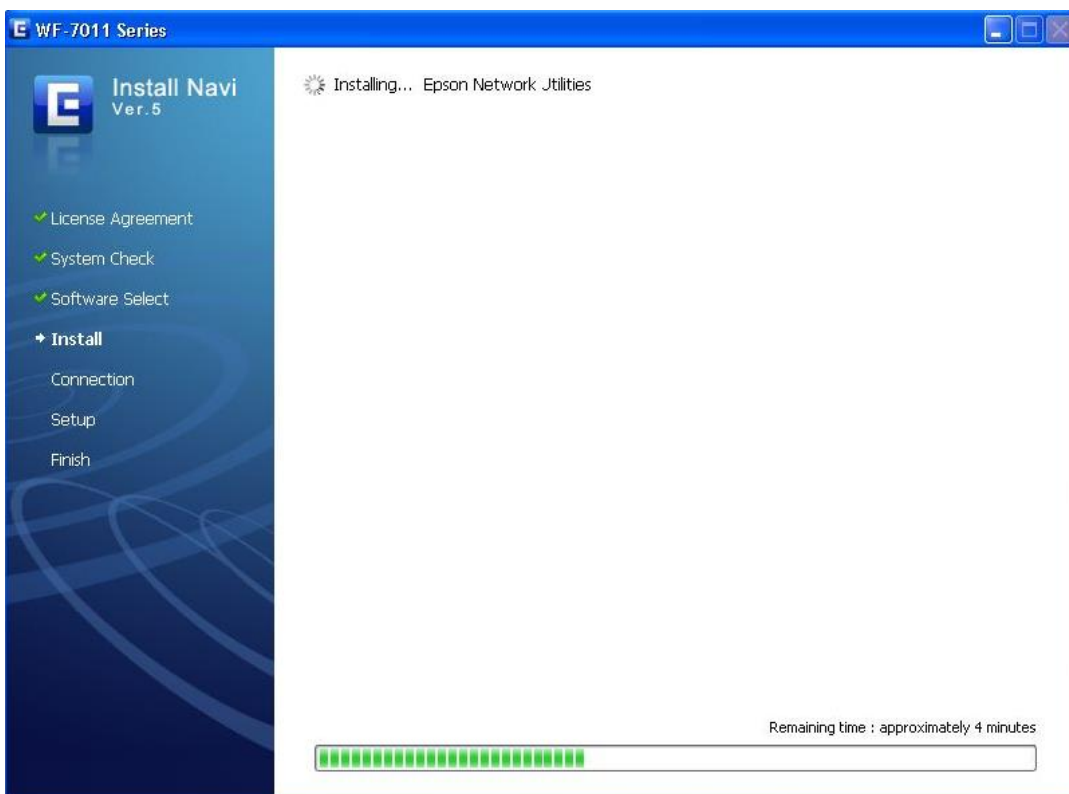 WF-7011 Series
Install Navi
Ver.5
Installing... Epson Network Jtilities
License Agreement
System Check
Software Select
Install
Connection
Setup
Finish
Remaining time : approximately 4 minutes